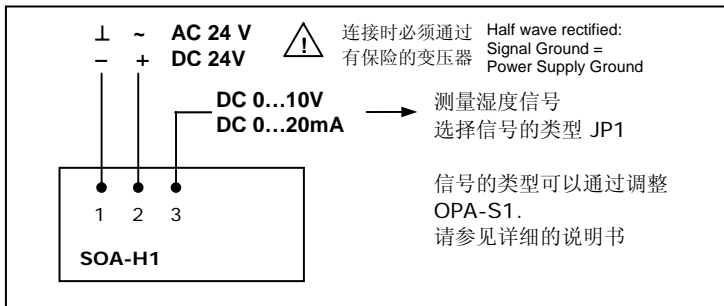 ⊥ ~ AC 24 V
– + DC 24V
!
连接时必须通过
有保险的变压器
Half wave rectified:
Signal Ground =
Power Supply Ground
DC 0…10V
DC 0…20mA
测量湿度信号
选择信号的类型 JP1
信号的类型可以通过调整
OPA-S1.
请参见详细的说明书
1 2 3
SOA-H1